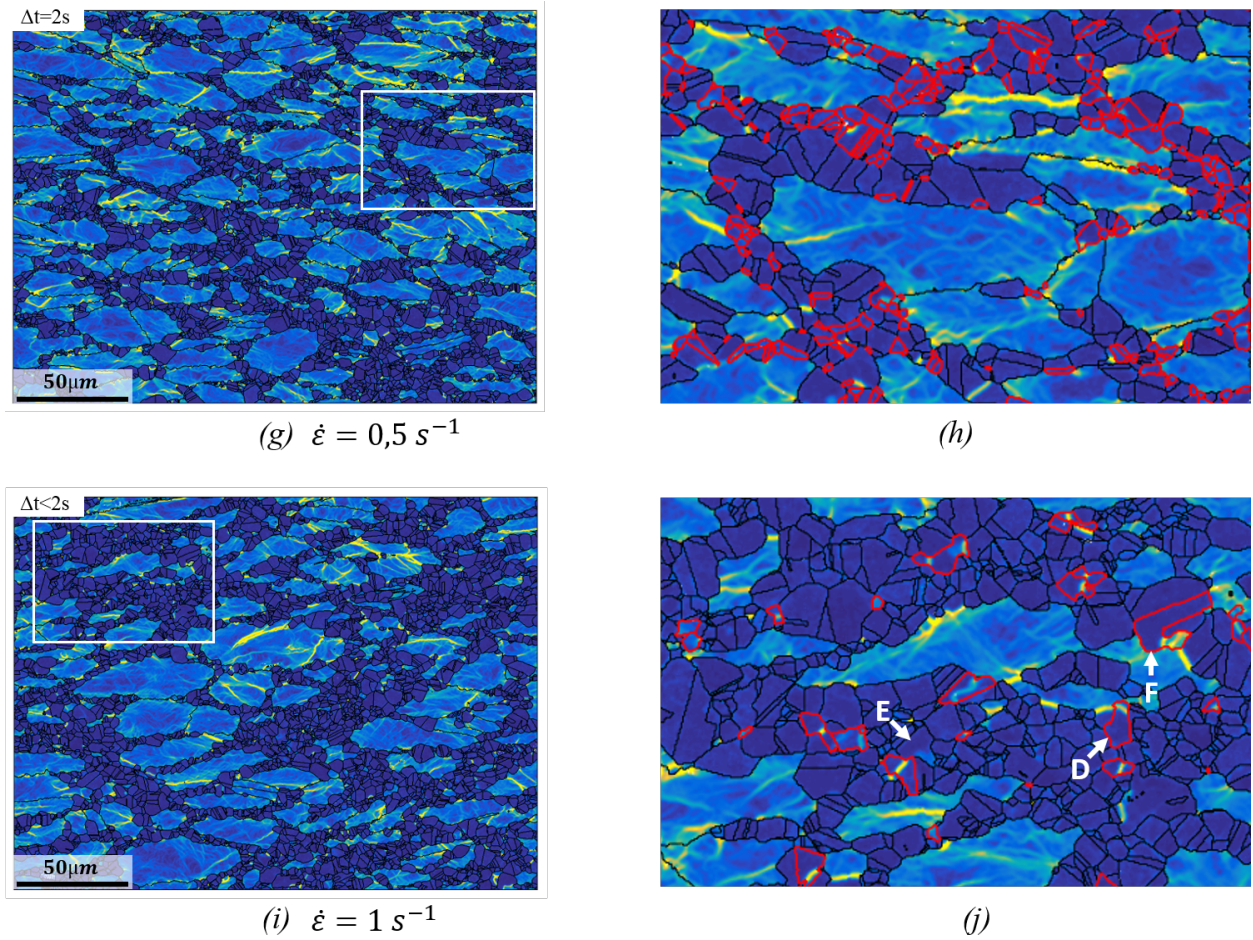 Δt=2s
50μm
(g) ε̇ = 0,5 s⁻¹
(h)
Δt<2s
50μm
(i) ε̇ = 1 s⁻¹
E
F
D
(j)